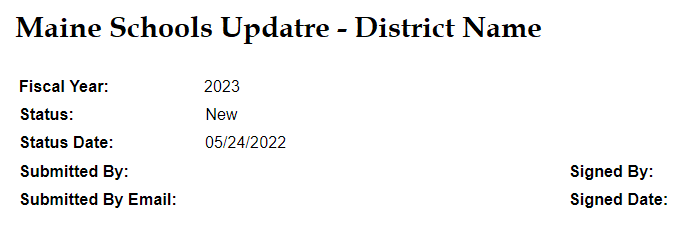 Maine Schools Updatre - District Name
Fiscal Year: 2023
Status: New
Status Date: 05/24/2022
Submitted By: Signed By:
Submitted By Email: Signed Date: